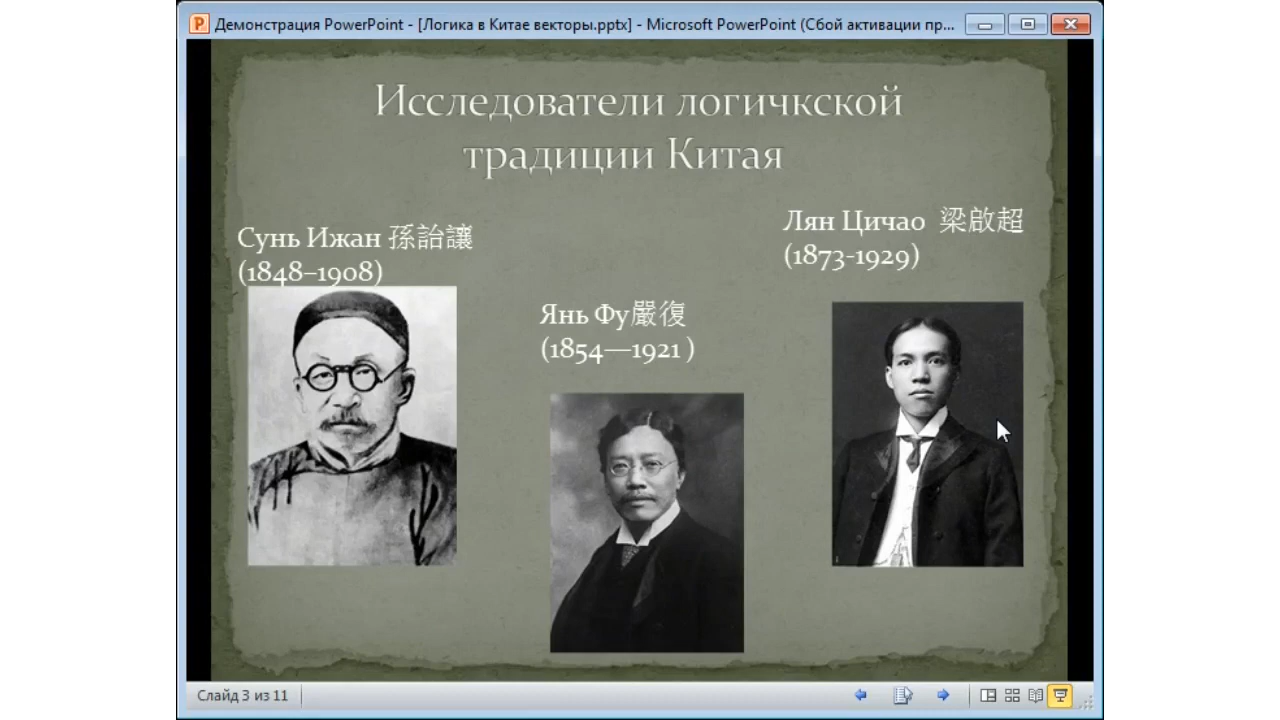 Демонстрация PowerPoint - [Логика в Китае векторы.pptx] - Microsoft PowerPoint (Сбой активации пр...
Исследователи логичкской
традиции Китая
Сунь Ижан 孫詒讓
(1848–1908)
Янь Фу嚴復
(1854—1921 )
Лян Цичао 梁啟超
(1873-1929)
Слайд 3 из 11